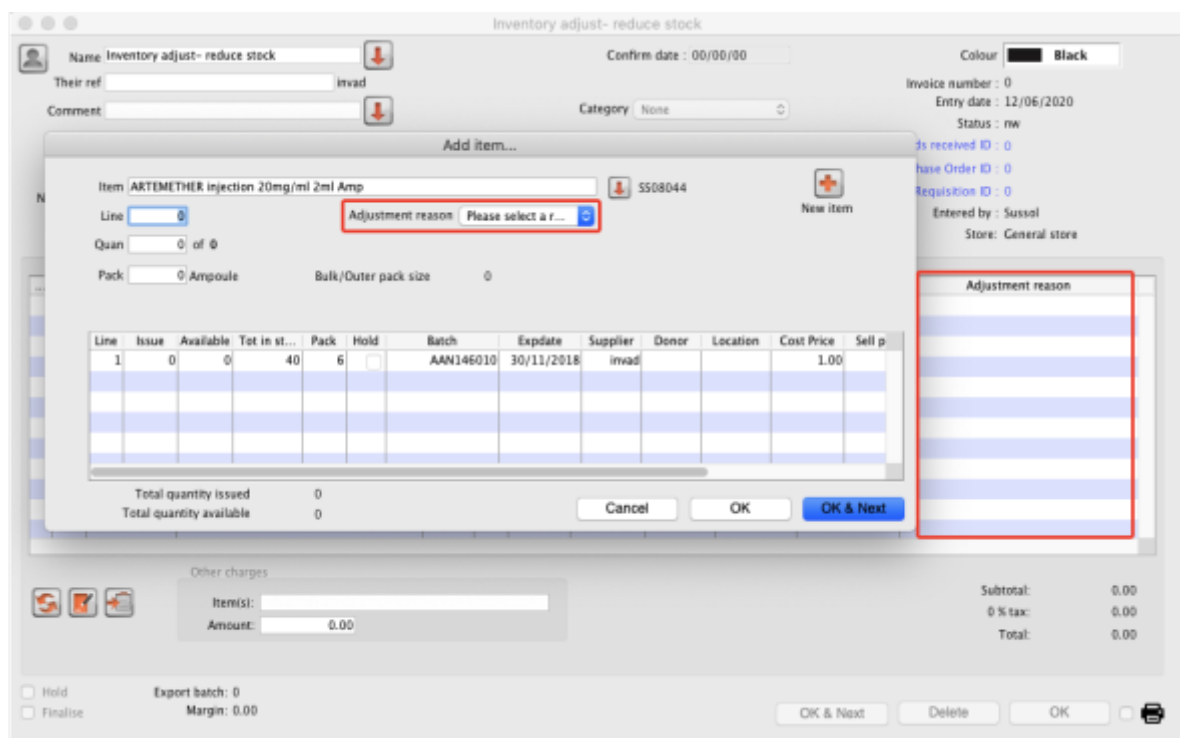 Inventory adjust- reduce stock
Name Inventory adjust- reduce stock
Confirm date : 00/00/00
Colour Black
Their ref invad
Invoice number : 0
Comment
Category None
Entry date : 12/06/2020
Status : nw
Add item...
ds received ID : 0
hase Order ID : 0
Item ARTEMETHER injection 20mg/ml 2ml Amp SS08044
New item
Requisition ID : 0
N
Line 0
Adjustment reason Please select a r...
Entered by : Sussol
Quan 0 of 0
Store: General store
Pack 0 Ampoule Bulk/Outer pack size 0
... Adjustment reason
Line Issue Available Tot in st... Pack Hold Batch Expdate Supplier Donor Location Cost Price Sell p
1 0 0 40 6 AAN146010 30/11/2018 invad 1.00
Total quantity issued 0
Total quantity available 0
Cancel OK OK & Next
Other charges
Item(s):
Amount: 0.00
Subtotal: 0.00
0 % tax: 0.00
Total: 0.00
Hold Export batch: 0
Finalise Margin: 0.00
OK & Next Delete OK